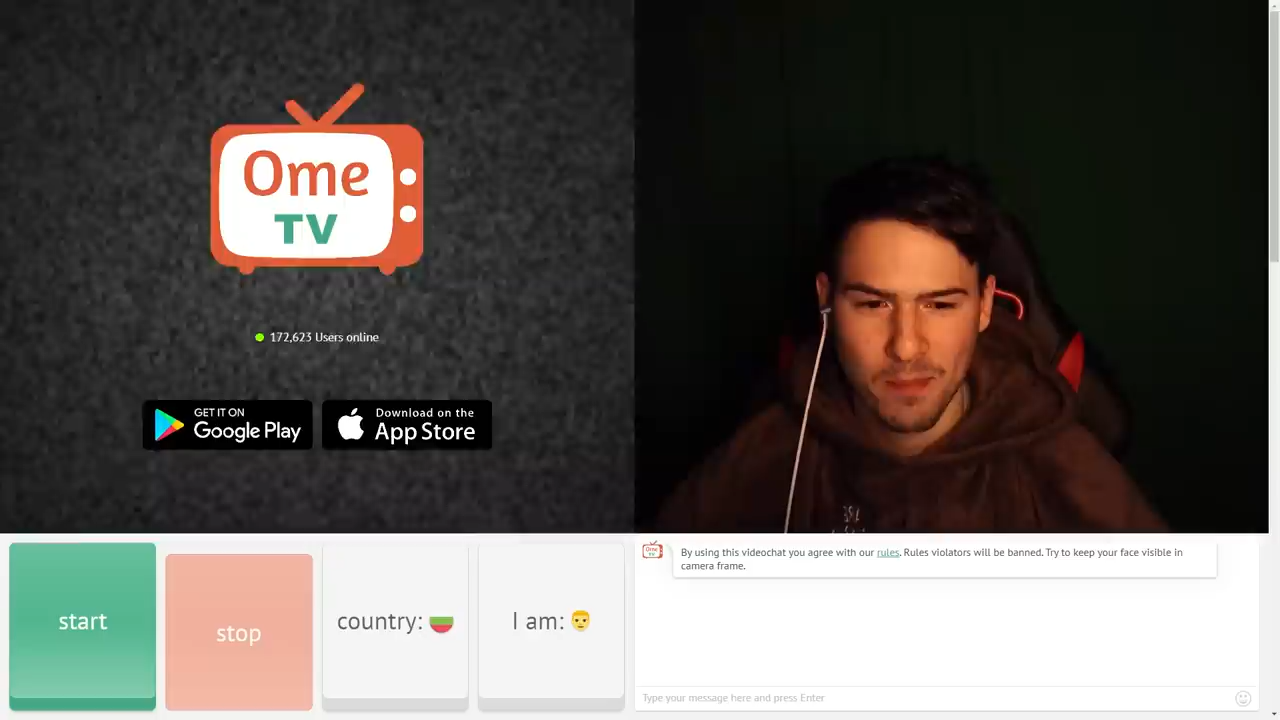 Ome
TV
172,623 Users online
GET IT ON
Google Play
Download on the
App Store
start
stop
country:
I am:
Ome
TV
By using this videochat you agree with our rules. Rules violators will be banned. Try to keep your face visible in
camera frame.
Type your message here and press Enter